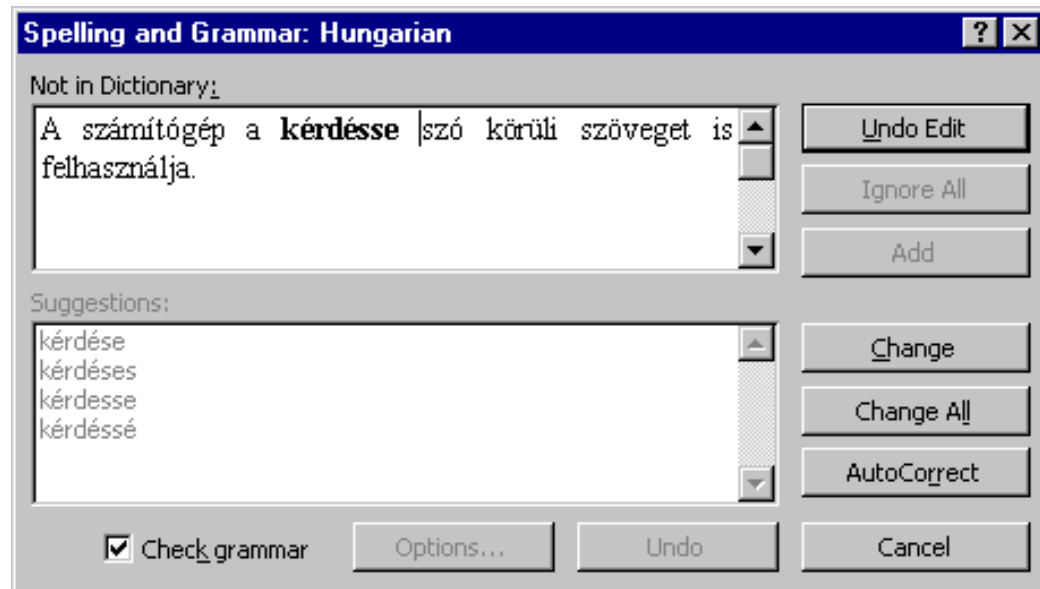 Spelling and Grammar: Hungarian
Not in Dictionary:
A számítógép a kérdésse szó körüli szöveget is
felhasználja.
Undo Edit
Ignore All
Add
Suggestions:
kérdése
kérdéses
kérdesse
kérdéssé
Change
Change All
AutoCorrect
Check grammar
Options...
Undo
Cancel